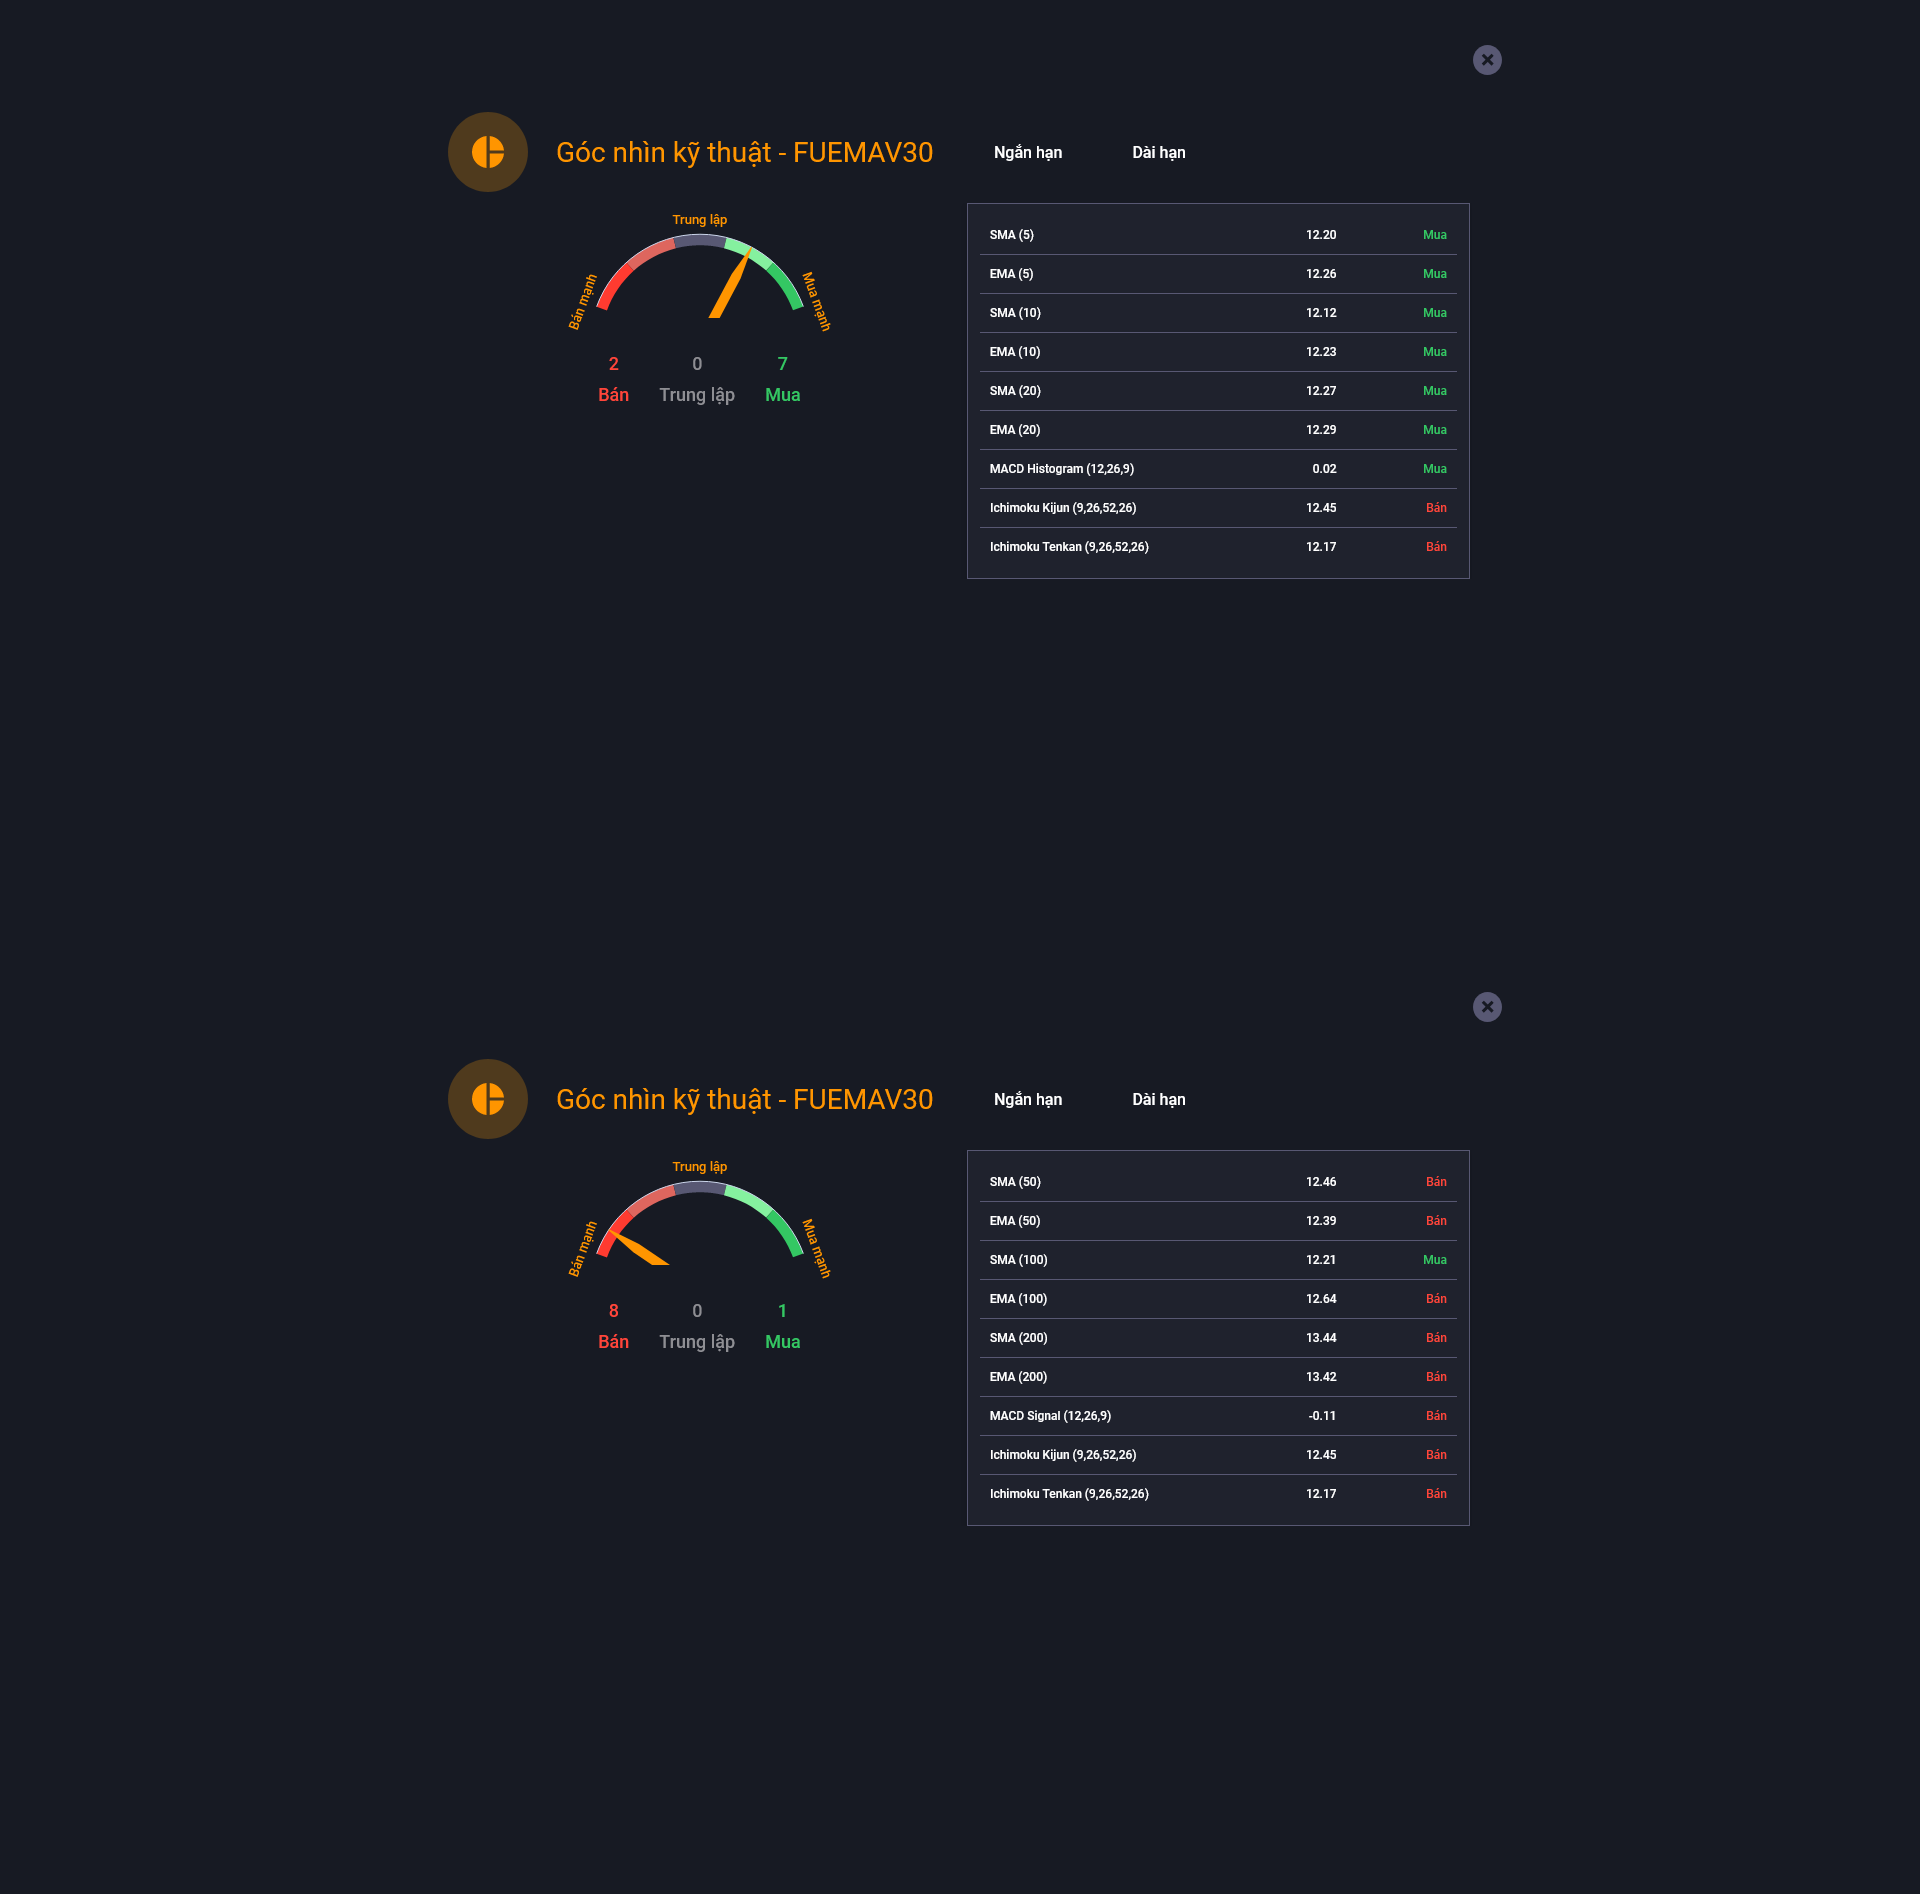 Góc nhìn kỹ thuật - FUEMAV30
Ngắn hạn Dài hạn
Trung lập
Bán mạnh
Mua mạnh
2 0 7
Bán Trung lập Mua
SMA (5) 12.20 Mua
EMA (5) 12.26 Mua
SMA (10) 12.12 Mua
EMA (10) 12.23 Mua
SMA (20) 12.27 Mua
EMA (20) 12.29 Mua
MACD Histogram (12,26,9) 0.02 Mua
Ichimoku Kijun (9,26,52,26) 12.45 Bán
Ichimoku Tenkan (9,26,52,26) 12.17 Bán
Góc nhìn kỹ thuật - FUEMAV30
Ngắn hạn Dài hạn
Trung lập
Bán mạnh
Mua mạnh
8 0 1
Bán Trung lập Mua
SMA (50) 12.46 Bán
EMA (50) 12.39 Bán
SMA (100) 12.21 Mua
EMA (100) 12.64 Bán
SMA (200) 13.44 Bán
EMA (200) 13.42 Bán
MACD Signal (12,26,9) -0.11 Bán
Ichimoku Kijun (9,26,52,26) 12.45 Bán
Ichimoku Tenkan (9,26,52,26) 12.17 Bán